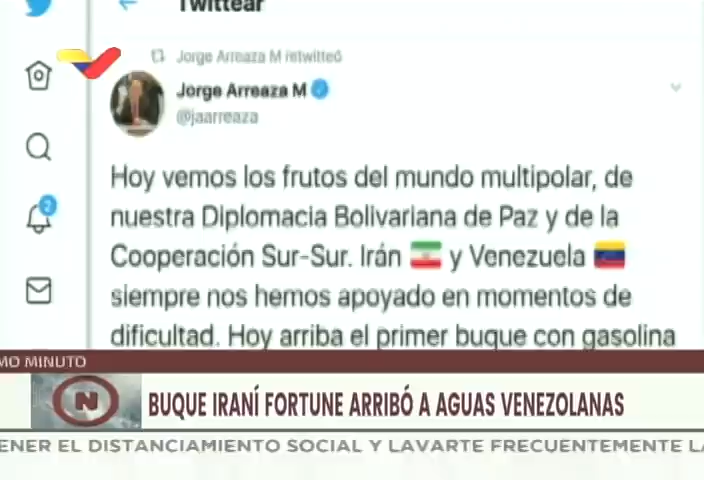 Twittear
Jorge Arreaza M retwitted
Jorge Arreaza M
@jaarreaza
2
Hoy vemos los frutos del mundo multipolar, de
nuestra Diplomacia Bolivariana de Paz y de la
Cooperación Sur-Sur. Irán y Venezuela
siempre nos hemos apoyado en momentos de
dificultad. Hoy arriba el primer buque con gasolina
MO MINUTO
N
BUQUE IRANÍ FORTUNE ARRIBÓ A AGUAS VENEZOLANAS
ENER EL DISTANCIAMIENTO SOCIAL Y LAVARTE FRECUENTEMENTE LA